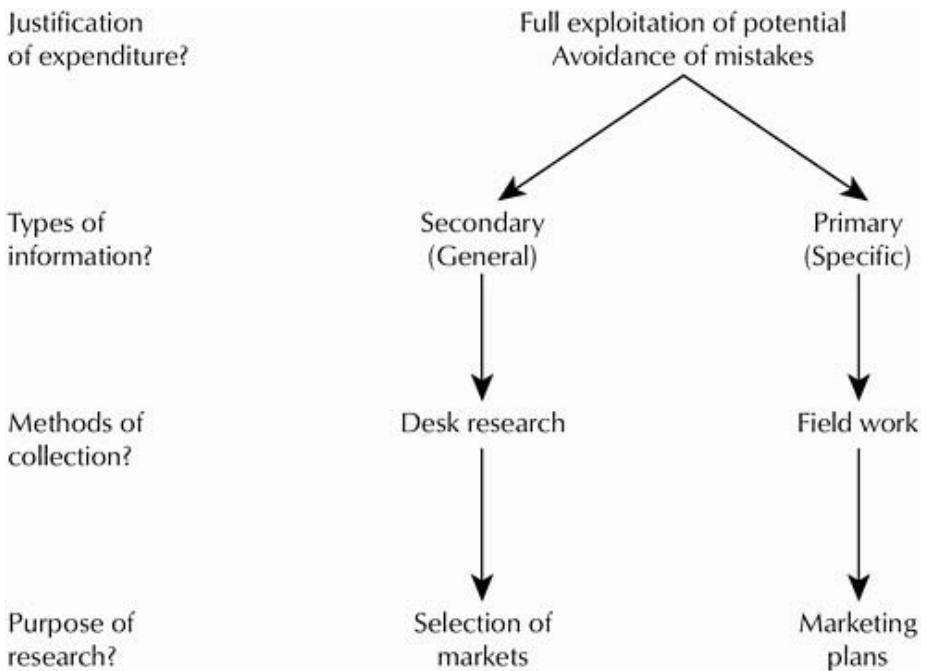 Justification
of expenditure?
Full exploitation of potential
Avoidance of mistakes
Types of
information?
Secondary
(General)
Primary
(Specific)
Methods of
collection?
Desk research
Field work
Purpose of
research?
Selection of
markets
Marketing
plans